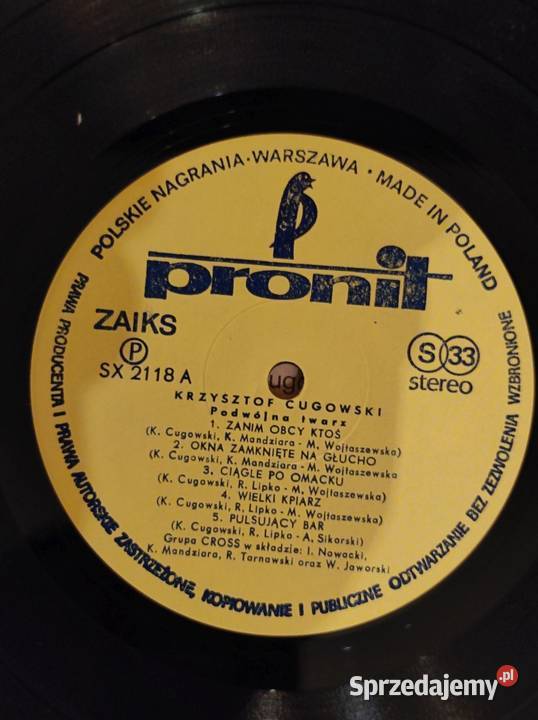 POLSKIE NAGRANIA · WARSZAWA · MADE IN POLAND
pronit
ZAIKS
P
SX 2118 A
S 33
stereo
ugo
KRZYSZTOF CUGOWSKI
Podwójna twarz
1. ZANIM OBCY KTOŚ
(K. Cugowski, K. Mandziara - M. Wojtaszewska)
2. OKNA ZAMKNIĘTE NA GŁUCHO
(K. Cugowski, K. Mandziara - M. Wojtaszewska)
3. CIĄGLE PO OMACKU
(K. Cugowski, R. Lipko - M. Wojtaszewska)
4. WIELKI KPIARZ
(K. Cugowski, R. Lipko - M. Wojtaszewska)
5. PULSUJĄCY BAR
(K. Cugowski, R. Lipko - A. Sikorski)
Grupa CROSS w składzie: I. Nowacki,
K. Mandziara, R. Tarnawski oraz W. Jaworski
PRAWA PRODUCENTA I PRAWA AUTORSKIE ZASTRZEŻONE, KOPIOWANIE I PUBLICZNE ODTWARZANIE BEZ ZEZWOLENIA WZBRONIONE
Sprzedajemy.pl